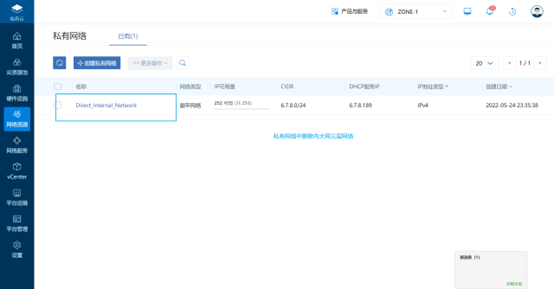 产品与服务
ZONE-1
私有云
首页
云资源池
硬件设施
网络资源
网络服务
vCenter
平台运维
平台管理
设置
私有网络
已有(1)
创建私有网络
更多操作
20
1 / 1
名称 网络类型 IP可用量 CIDR DHCP服务IP IP地址类型 创建日期
Direct_Internal_Network 扁平网络 252 可用 (共 253) 6.7.8.0/24 6.7.8.189 IPv4 2022-05-24 23:35:38
私有网络中删除内大网三层网络